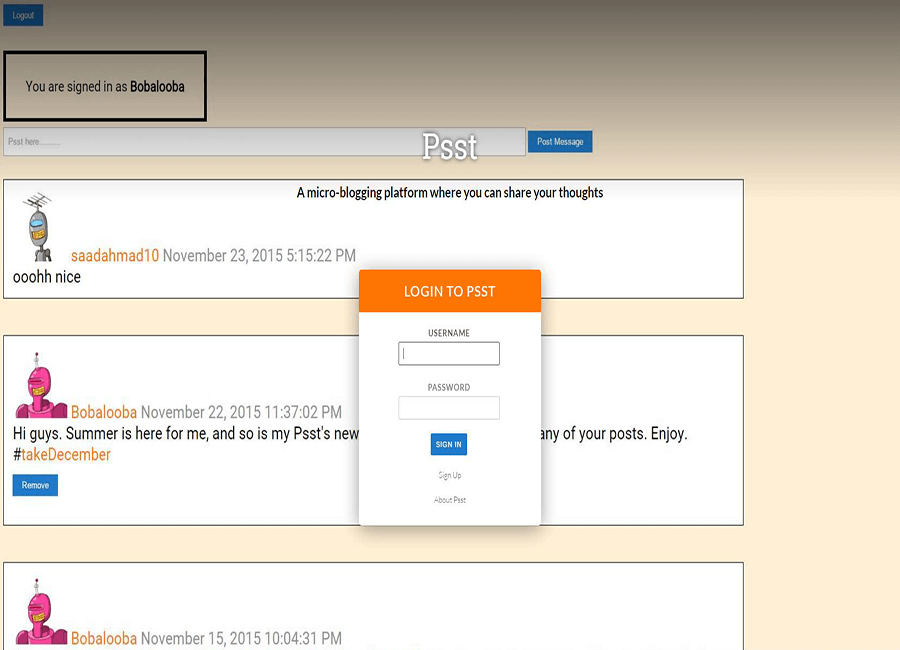 Logout
You are signed in as Bobalooba
Psst here..........
Psst
Post Message
A micro-blogging platform where you can share your thoughts
saadahmad10 November 23, 2015 5:15:22 PM
ooohh nice
LOGIN TO PSST
USERNAME
PASSWORD
SIGN IN
Sign Up
About Psst
Bobalooba November 22, 2015 11:37:02 PM
Hi guys. Summer is here for me, and so is my Psst's new any of your posts. Enjoy.
#takeDecember
Remove
Bobalooba November 15, 2015 10:04:31 PM